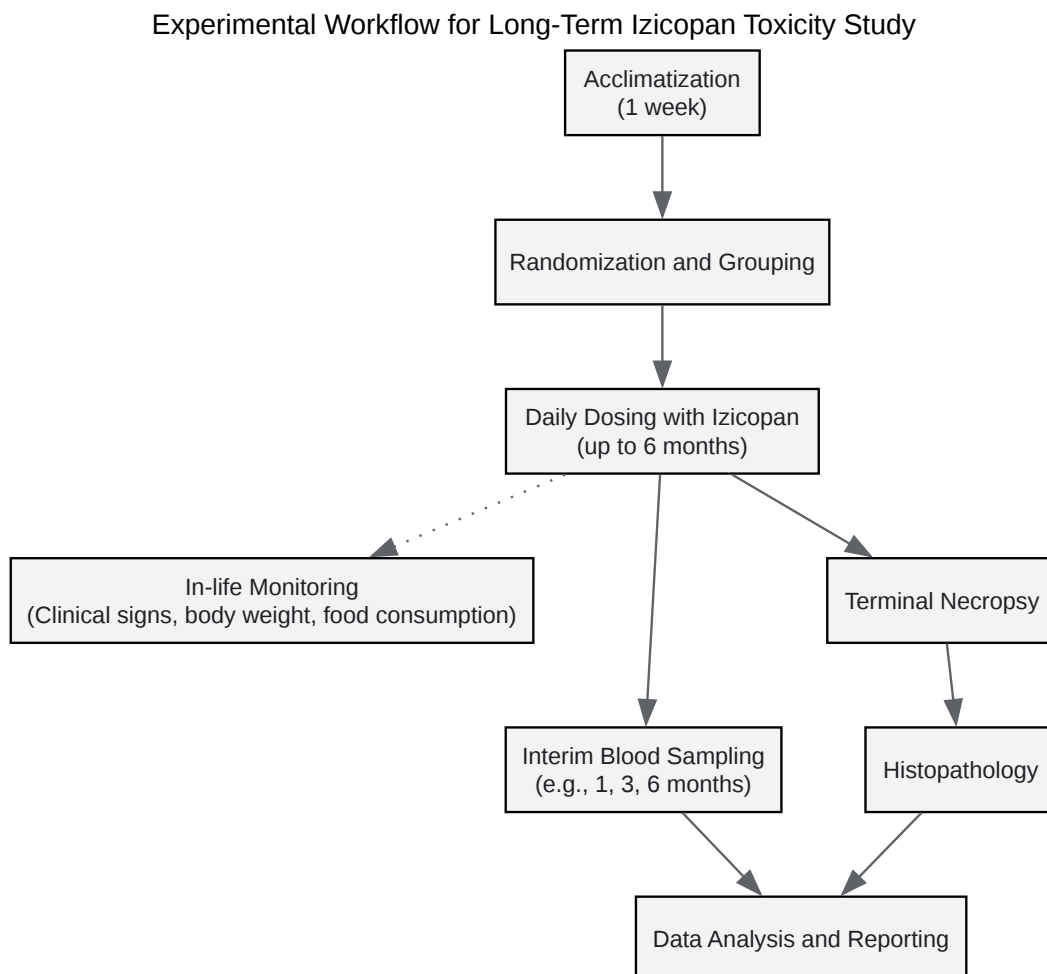 Experimental Workflow for Long-Term Izicopan Toxicity Study
Acclimatization
(1 week)
Randomization and Grouping
Daily Dosing with Izicopan
(up to 6 months)
In-life Monitoring
(Clinical signs, body weight, food consumption)
Terminal Necropsy
Interim Blood Sampling
(e.g., 1, 3, 6 months)
Histopathology
Data Analysis and Reporting